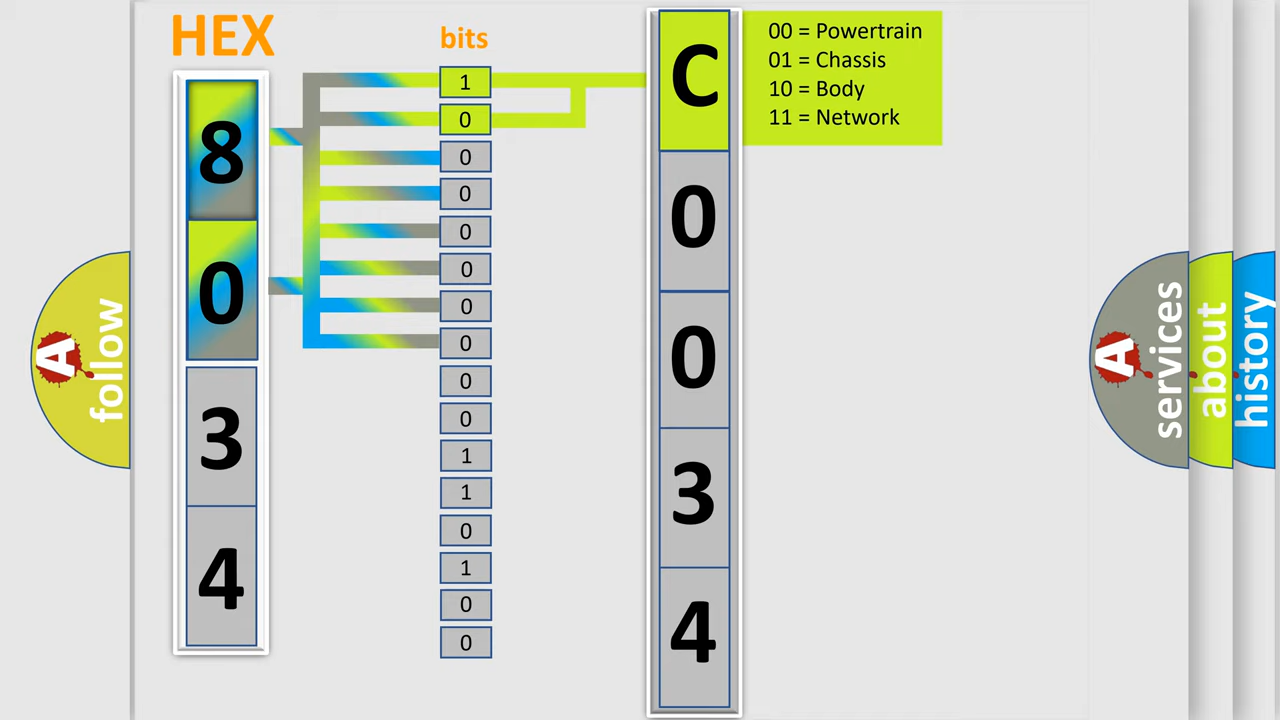 HEX
bits
8
0
3
4
1
0
0
0
0
0
0
0
0
0
1
1
0
1
0
0
C
0
0
3
4
00 = Powertrain
01 = Chassis
10 = Body
11 = Network
A
follow
A
services
about
history